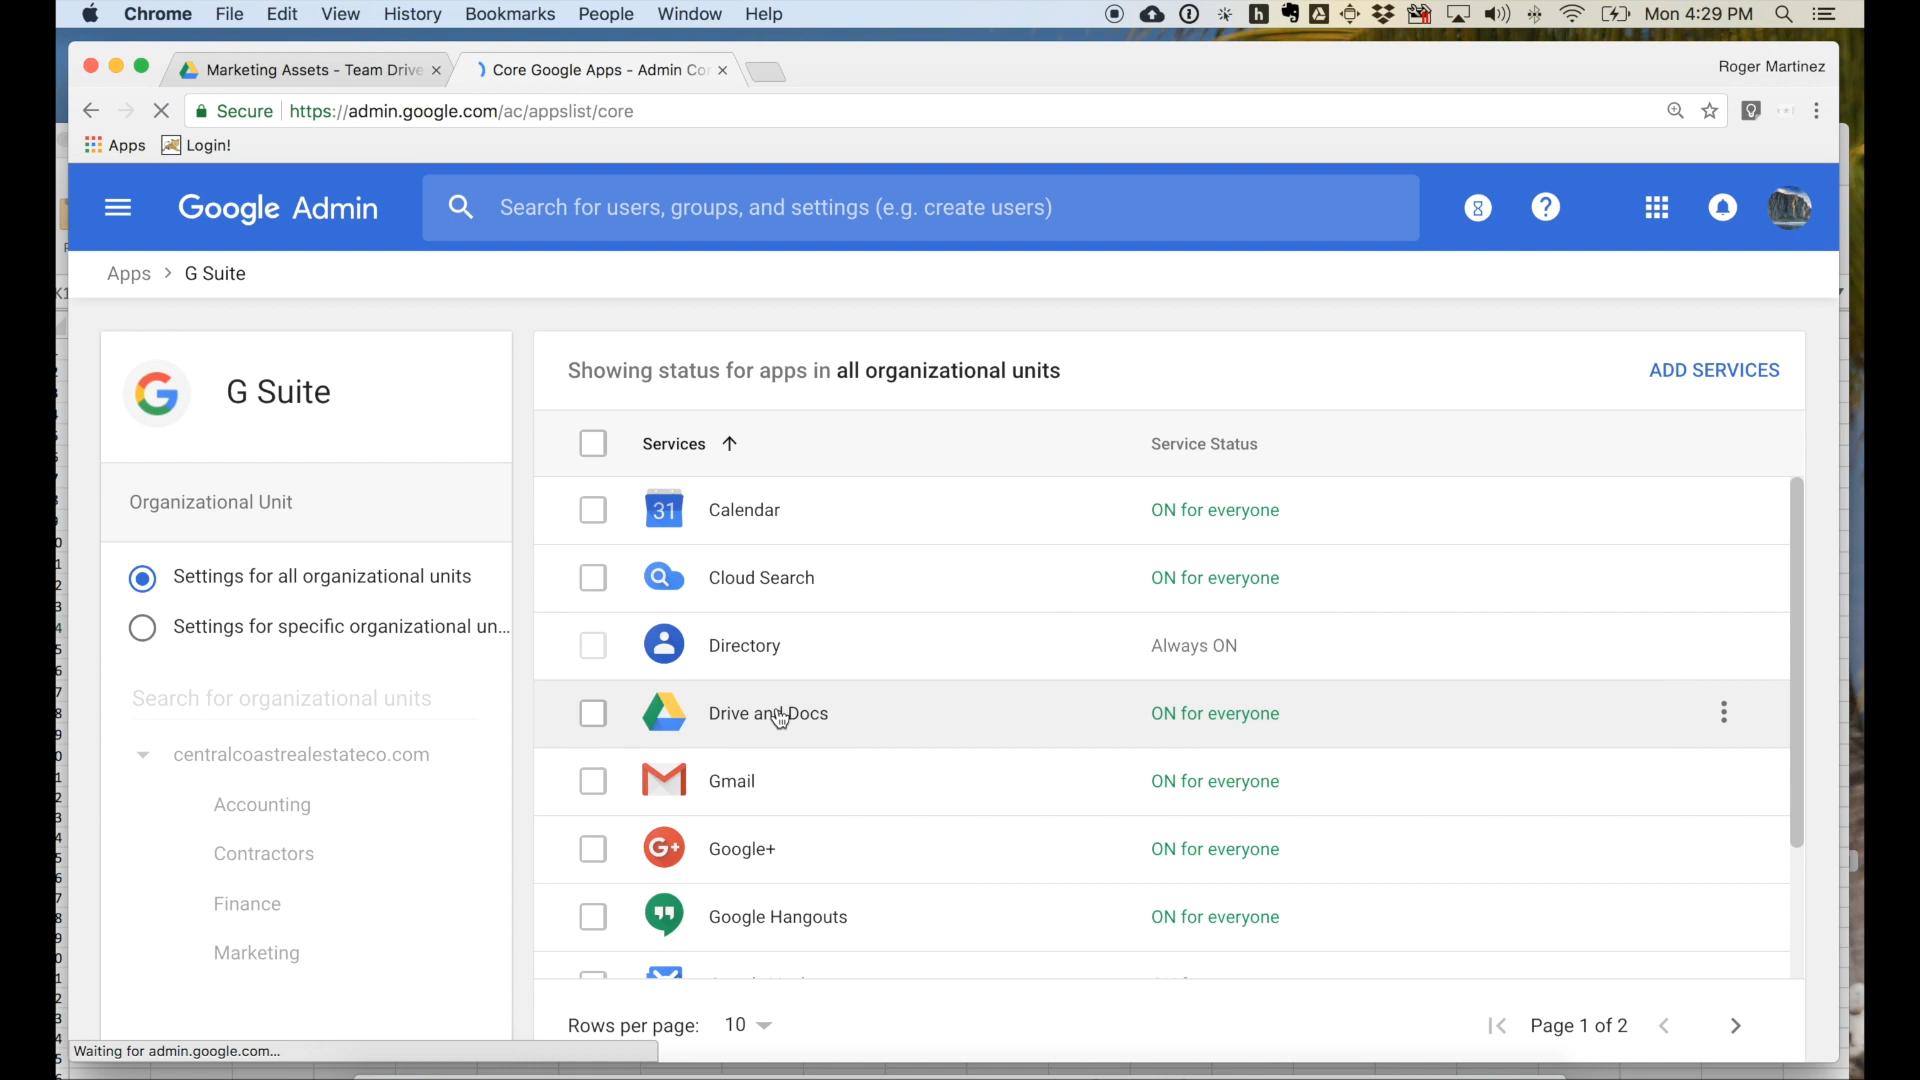 Chrome File Edit View History Bookmarks People Window Help Mon 4:29 PM
Marketing Assets - Team Drive Core Google Apps - Admin Cor Roger Martinez
Secure https://admin.google.com/ac/appslist/core
Apps Login!
Google Admin Search for users, groups, and settings (e.g. create users)
Apps > G Suite
G Suite
Organizational Unit
Settings for all organizational units
Settings for specific organizational un...
Search for organizational units
centralcoastrealestateco.com
Accounting
Contractors
Finance
Marketing
Showing status for apps in all organizational units ADD SERVICES
Services Service Status
31 Calendar ON for everyone
Cloud Search ON for everyone
Directory Always ON
Drive and Docs ON for everyone
Gmail ON for everyone
G+ Google+ ON for everyone
Google Hangouts ON for everyone
Rows per page: 10 Page 1 of 2
Waiting for admin.google.com...